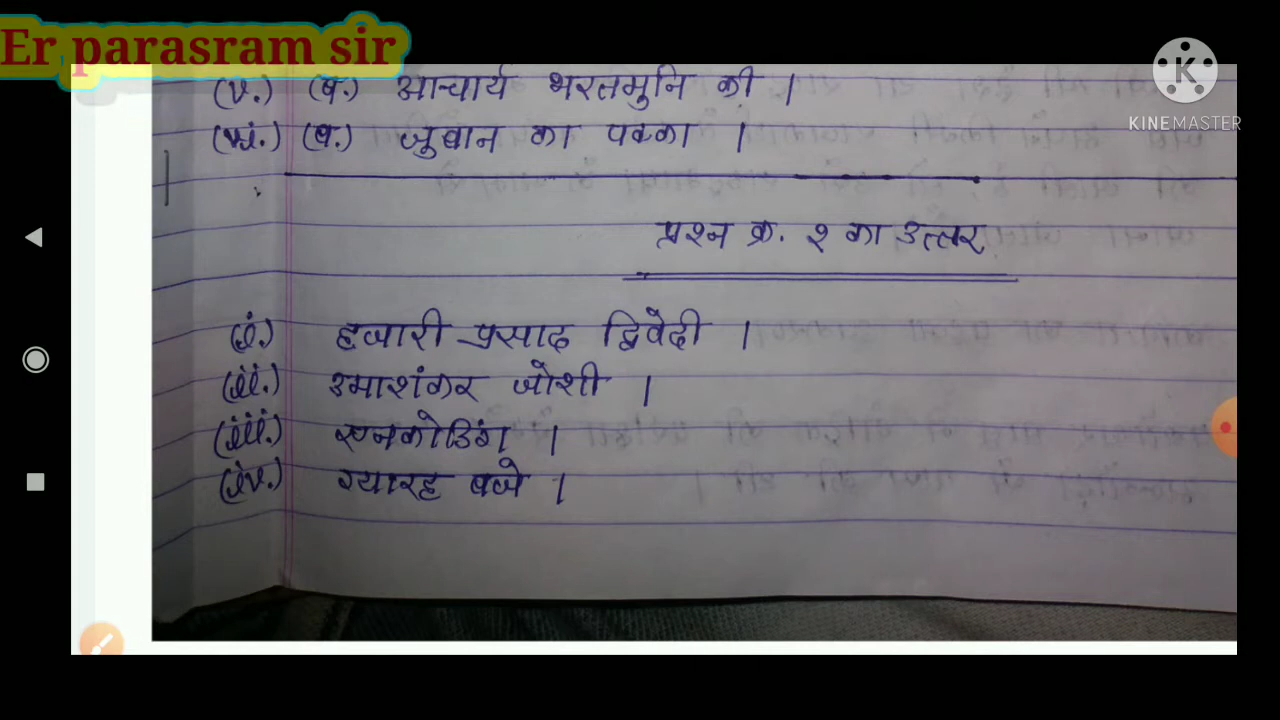 Er parasram sir
K
KINEMASTER
(v.) (ब.) आचार्य भरतमुनि की ।
(vi.) (ब.) जुबान का पक्का ।
प्रश्न क्र. २ का उत्तर
(i.) हजारी प्रसाद द्विवेदी ।
(ii.) उमाशंकर जोशी ।
(iii.) एनकोडिंग ।
(iv.) ग्यारह बजे ।